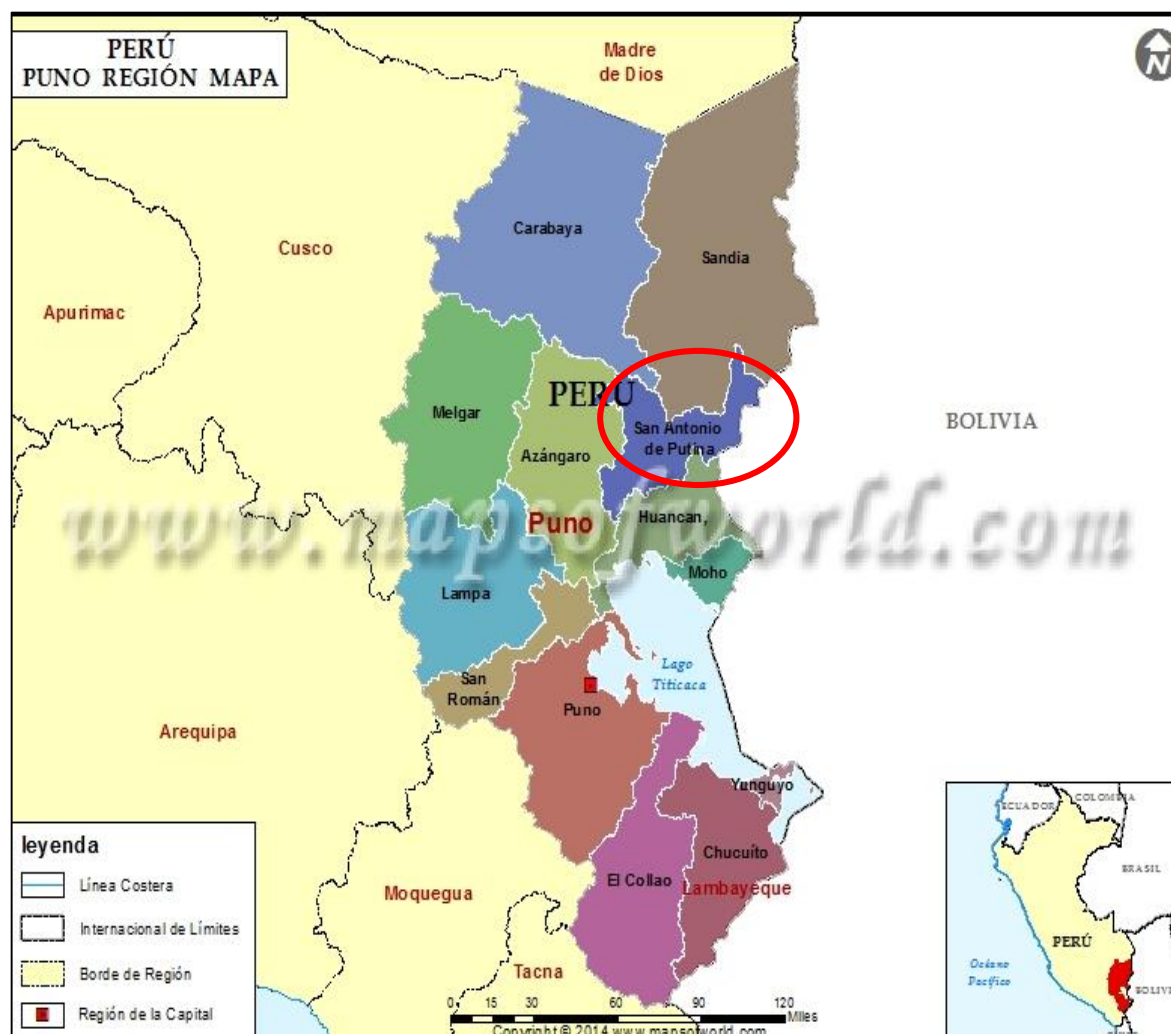 PERÚ
PUNO REGIÓN MAPA
Madre
de Dios
N
Carabaya
Cusco
Sandia
Apurimac
PERÚ
Melgar
San Antonio
de Putina
BOLIVIA
Azángaro
www.mapsofworld.com
Puno
Huancan,
Moho
Lampa
Lago
Titicaca
San
Román
Puno
Arequipa
Yunguyo
Chucuíto
El Collao
Lambayeque
Moquegua
Tacna
leyenda
Línea Costera
Internacional de Límites
Borde de Región
Región de la Capital
0 15 30 60 90 120
Miles
Copyright © 2014 www.mapsofworld.com
ECUADOR
COLOMBIA
BRASIL
PERÚ
Océano
Pacífico
BOLIVI